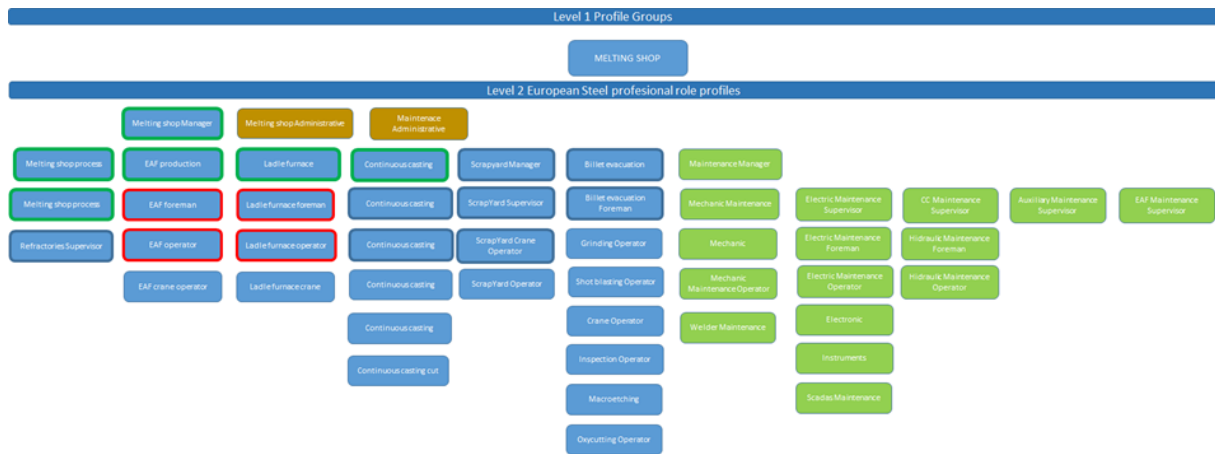 Level 1 Profile Groups
MELTING SHOP
Level 2 European Steel profesional role profiles
Melting shop Manager
Melting shop Administrative
Maintenace
Administrative
Melting shop process
EAF production
Ladle furnace
Continuous casting
Scrapyard Manager
Billet evacuation
Maintenance Manager
Melting shop process
EAF foreman
Ladle furnace foreman
Continuous casting
ScrapYard Supervisor
Billet evacuation
Foreman
Mechanic Maintenance
Electric Maintenance
Supervisor
CC Maintenance
Supervisor
Auxiliary Maintenance
Supervisor
EAF Maintenance
Supervisor
Refractories Supervisor
EAF operator
Ladle furnace operator
Continuous casting
ScrapYard Crane
Operator
Grinding Operator
Mechanic
Electric Maintenance
Foreman
Hidraulic Maintenance
Foreman
EAF crane operator
Ladle furnace crane
Continuous casting
ScrapYard Operator
Shot blasting Operator
Mechanic
Maintenance Operator
Electric Maintenance
Operator
Hidraulic Maintenance
Operator
Continuous casting
Crane Operator
Welder Maintenance
Electronic
Continuous casting cut
Inspection Operator
Instruments
Macroetching
Scadas Maintenance
Oxycutting Operator